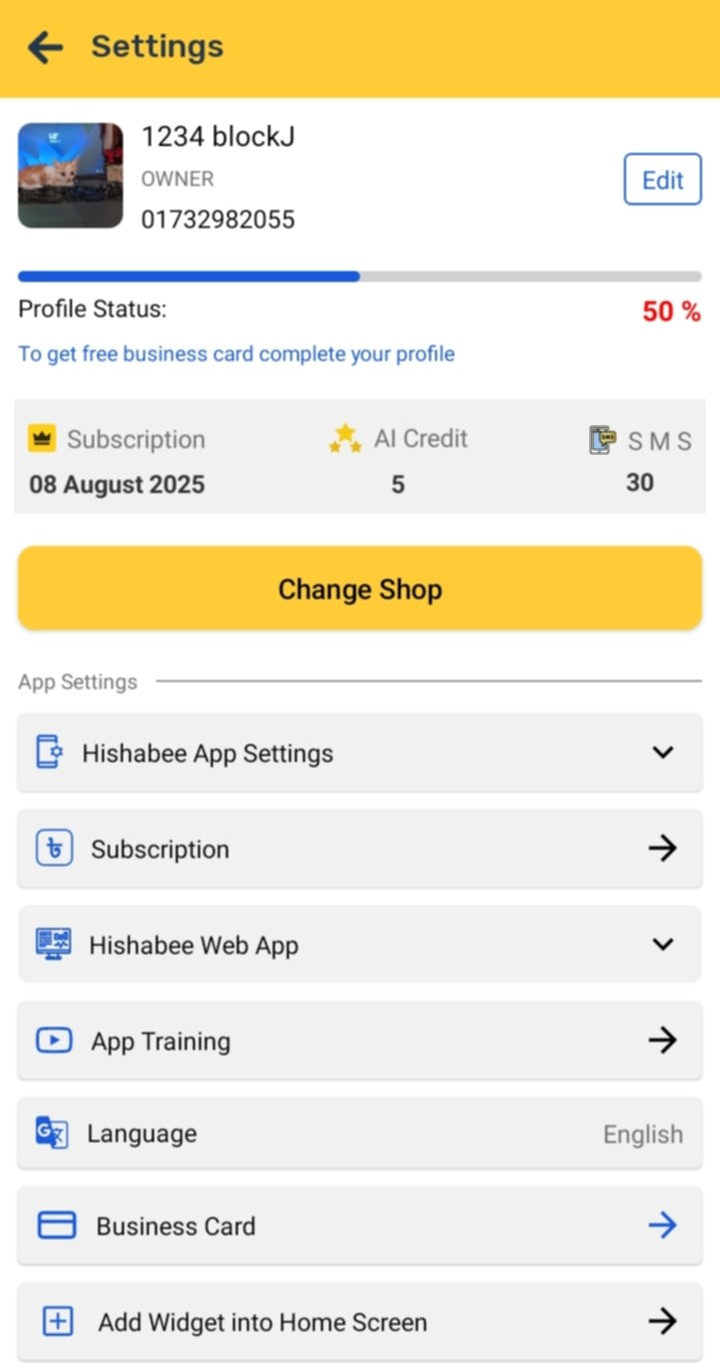 Settings
1234 blockJ
OWNER
01732982055
Edit
Profile Status:
50 %
To get free business card complete your profile
Subscription
AI Credit
S M S
08 August 2025
5
30
Change Shop
App Settings
Hishabee App Settings
৳ Subscription
Hishabee Web App
App Training
Language
English
Business Card
Add Widget into Home Screen